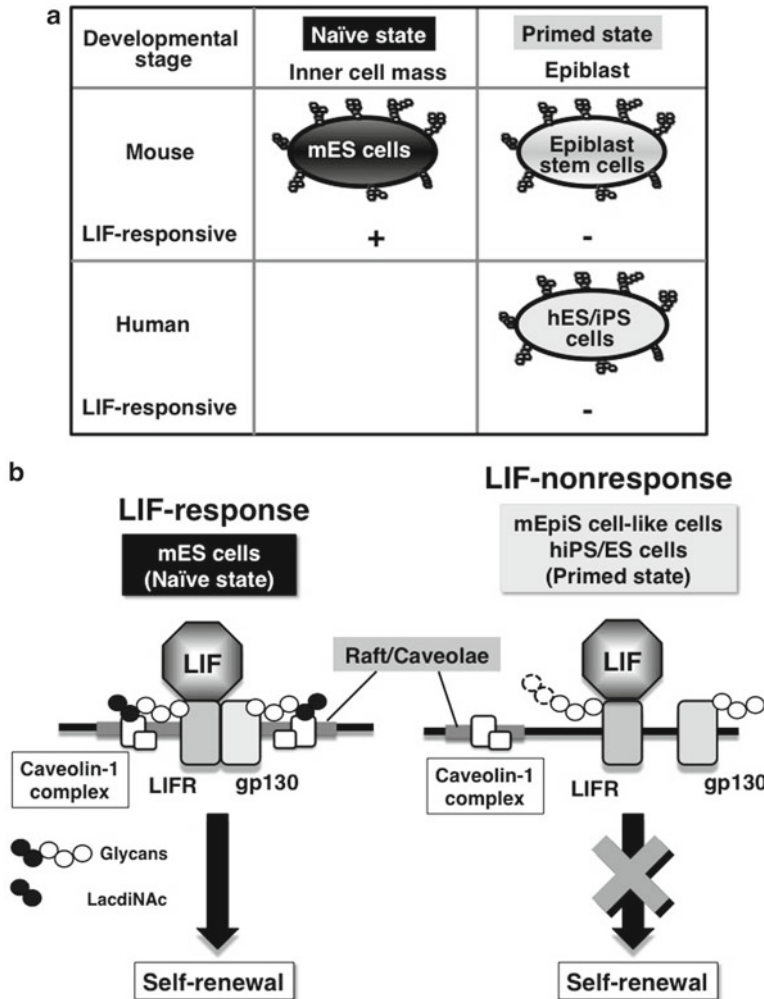 a
Developmental
stage
Naïve state
Inner cell mass
Primed state
Epiblast
Mouse
mES cells
Epiblast
stem cells
LIF-responsive
+
-
Human
hES/iPS
cells
LIF-responsive
-
b
LIF-response
mES cells
(Naïve state)
LIF-nonresponse
mEpiS cell-like cells
hiPS/ES cells
(Primed state)
LIF
Raft/Caveolae
LIF
Caveolin-1
complex
LIFR
gp130
Caveolin-1
complex
LIFR
gp130
Glycans
LacdiNAc
Self-renewal
Self-renewal